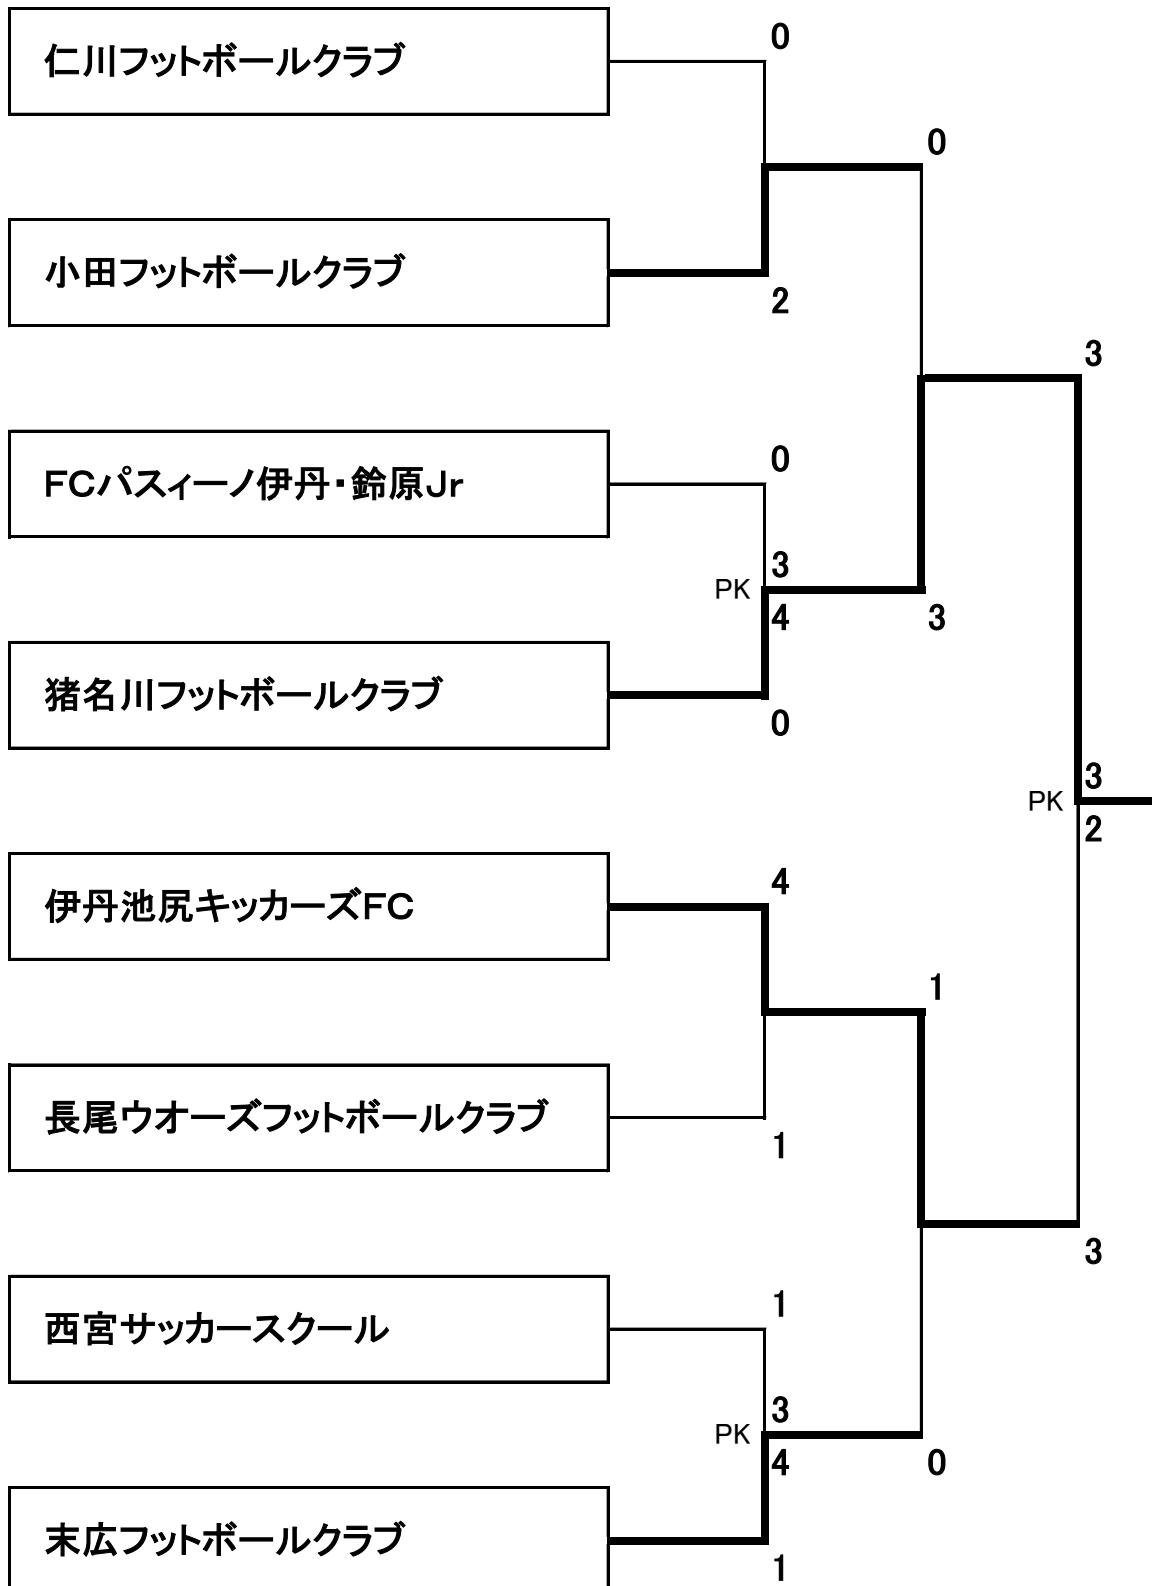 0
仁川フットボールクラブ
0
小田フットボールクラブ
2
3
0
FCパスィーノ伊丹・鈴原Jr
3
PK
4
3
猪名川フットボールクラブ
0
3
PK
2
4
伊丹池尻キッカーズFC
1
長尾ウオーズフットボールクラブ
1
3
1
西宮サッカースクール
3
PK
4
0
末広フットボールクラブ
1